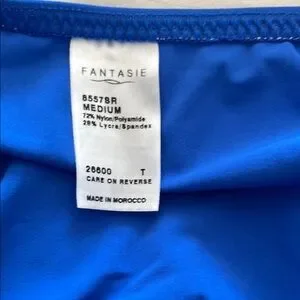 FANTASIE
8557SR
MEDIUM
72% Nylon/Polyamide
28% Lycra/Spandex
26600 T
CARE ON REVERSE
MADE IN MOROCCO